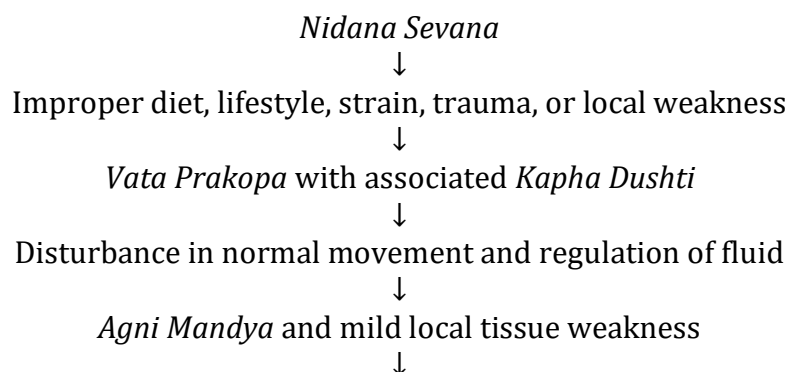 Nidana Sevana
↓
Improper diet, lifestyle, strain, trauma, or local weakness
↓
Vata Prakopa with associated Kapha Dushti
↓
Disturbance in normal movement and regulation of fluid
↓
Agni Mandya and mild local tissue weakness
↓